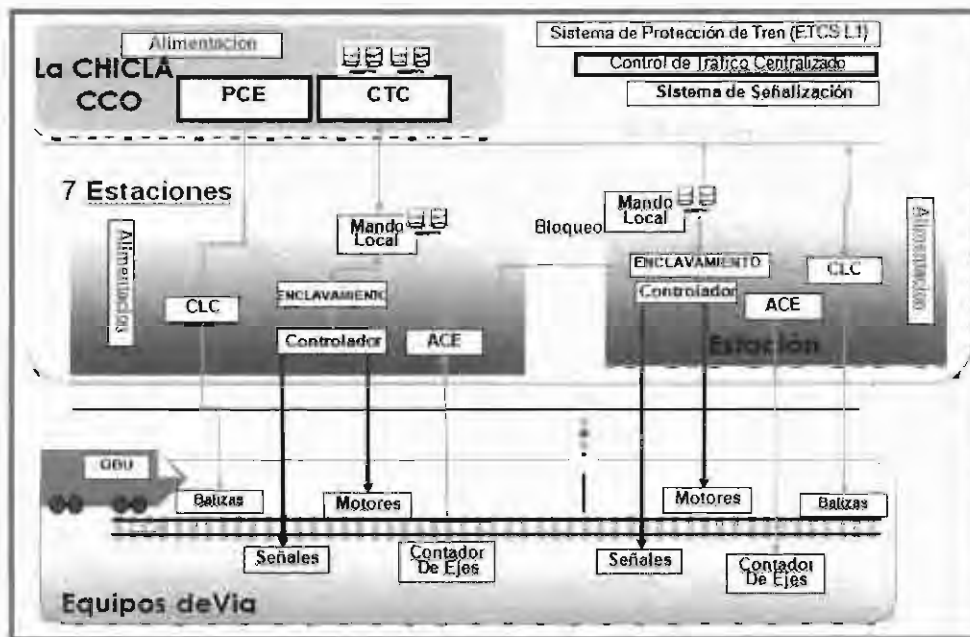 Alimentacion
La CHICLA
CCO
PCE
CTC
Sistema de Protección de Tren (ETCS L1)
Control de Tráfico Centralizado
Sistema de Señalización
7 Estaciones
Alimentacion
Mando
Local
CLC
ENCLAVAMIENTO
Controlador
ACE
Bloqueo
Mando
Local
ENCLAVAMIENTO
Controlador
ACE
CLC
Alimentacion
Estación
OBU
Balizas
Motores
Señales
Contador
De Ejes
Motores
Balizas
Señales
Contador
De Ejes
Equipos deVia